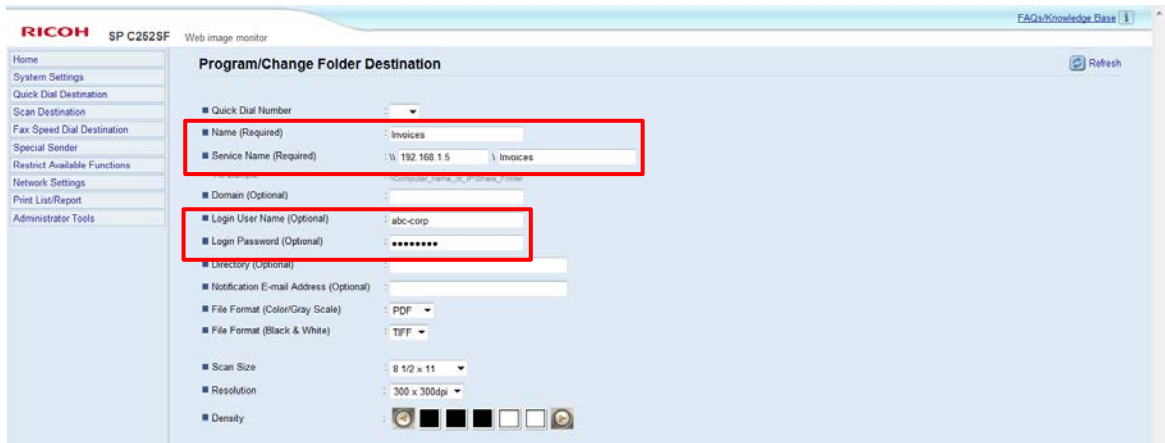 FAQs/Knowledge Base
RICOH SP C252SF Web image monitor
Home
System Settings
Quick Dial Destination
Scan Destination
Fax Speed Dial Destination
Special Sender
Restrict Available Functions
Network Settings
Print List/Report
Administrator Tools
Program/Change Folder Destination
Refresh
Quick Dial Number :
Name (Required) : Invoices
Service Name (Required) : \\ 192.168.1.5 \ Invoices
\\Computer_name_or_IP\Share_Folder
Domain (Optional) :
Login User Name (Optional) : abc-corp
Login Password (Optional) : ••••••••
Directory (Optional) :
Notification E-mail Address (Optional) :
File Format (Color/Gray Scale) : PDF
File Format (Black & White) : TIFF
Scan Size : 8 1/2 x 11
Resolution : 300 x 300dpi
Density :